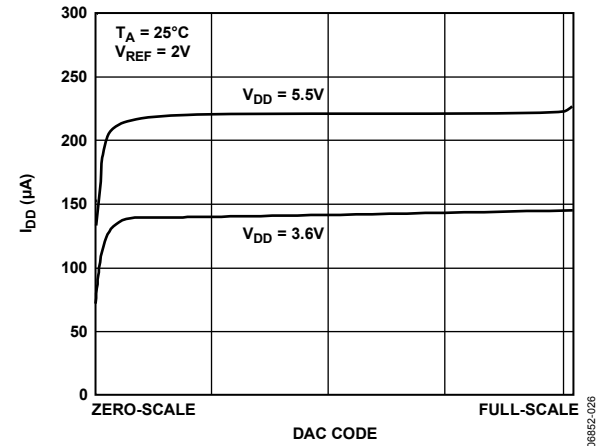 300
250
200
150
100
50
0
I_DD (µA)
T_A = 25°C
V_REF = 2V
V_DD = 5.5V
V_DD = 3.6V
ZERO-SCALE
FULL-SCALE
DAC CODE
06852-026